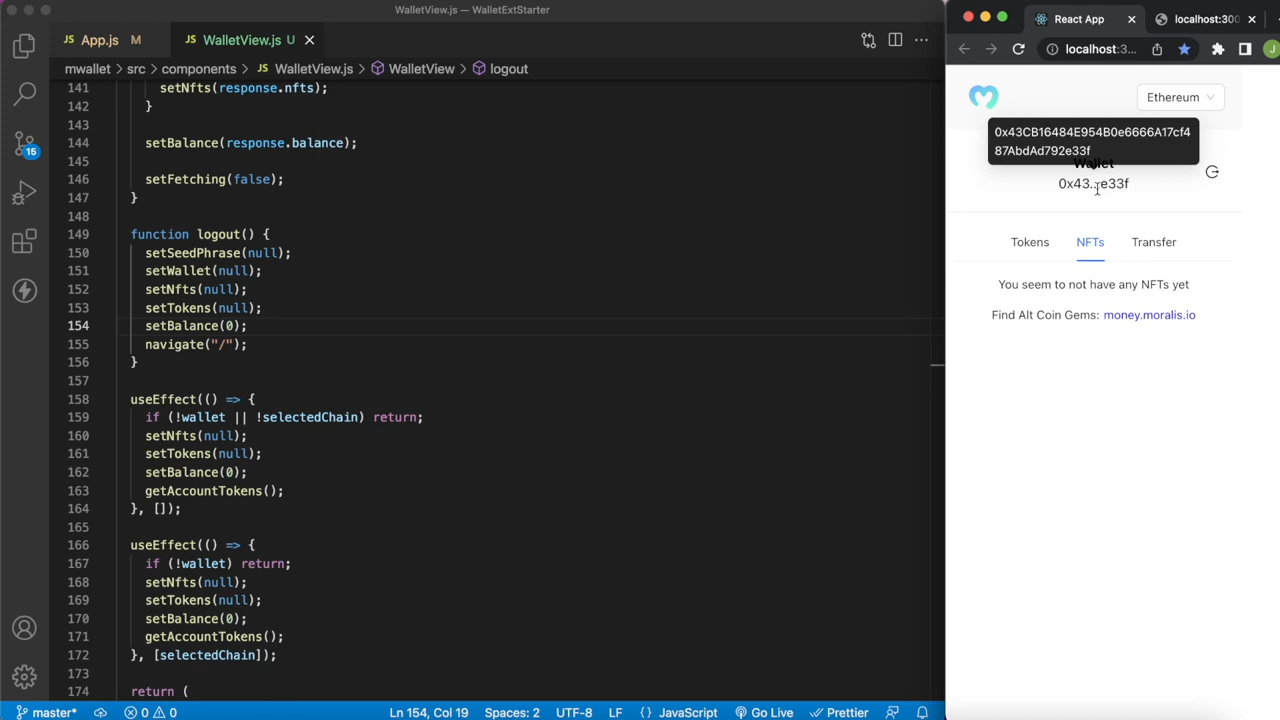 WalletView.js — WalletExtStarter
JS App.js M
JS WalletView.js U
mwallet > src > components > JS WalletView.js > WalletView > logout
141 setNfts(response.nfts);
142 }
143
144 setBalance(response.balance);
145
146 setFetching(false);
147 }
148
149 function logout() {
150 setSeedPhrase(null);
151 setWallet(null);
152 setNfts(null);
153 setTokens(null);
154 setBalance(0);
155 navigate("/");
156 }
157
158 useEffect(() => {
159 if (!wallet || !selectedChain) return;
160 setNfts(null);
161 setTokens(null);
162 setBalance(0);
163 getAccountTokens();
164 }, []);
165
166 useEffect(() => {
167 if (!wallet) return;
168 setNfts(null);
169 setTokens(null);
170 setBalance(0);
171 getAccountTokens();
172 }, [selectedChain]);
173
174 return (
15
master* 0 0 Ln 154, Col 19 Spaces: 2 UTF-8 LF {} JavaScript Go Live Prettier
React App
localhost:300
localhost:3...
J
Ethereum
0x43CB16484E954B0e6666A17cf4
87AbdAd792e33f
Wallet
0x43...e33f
Tokens NFTs Transfer
You seem to not have any NFTs yet
Find Alt Coin Gems: money.moralis.io